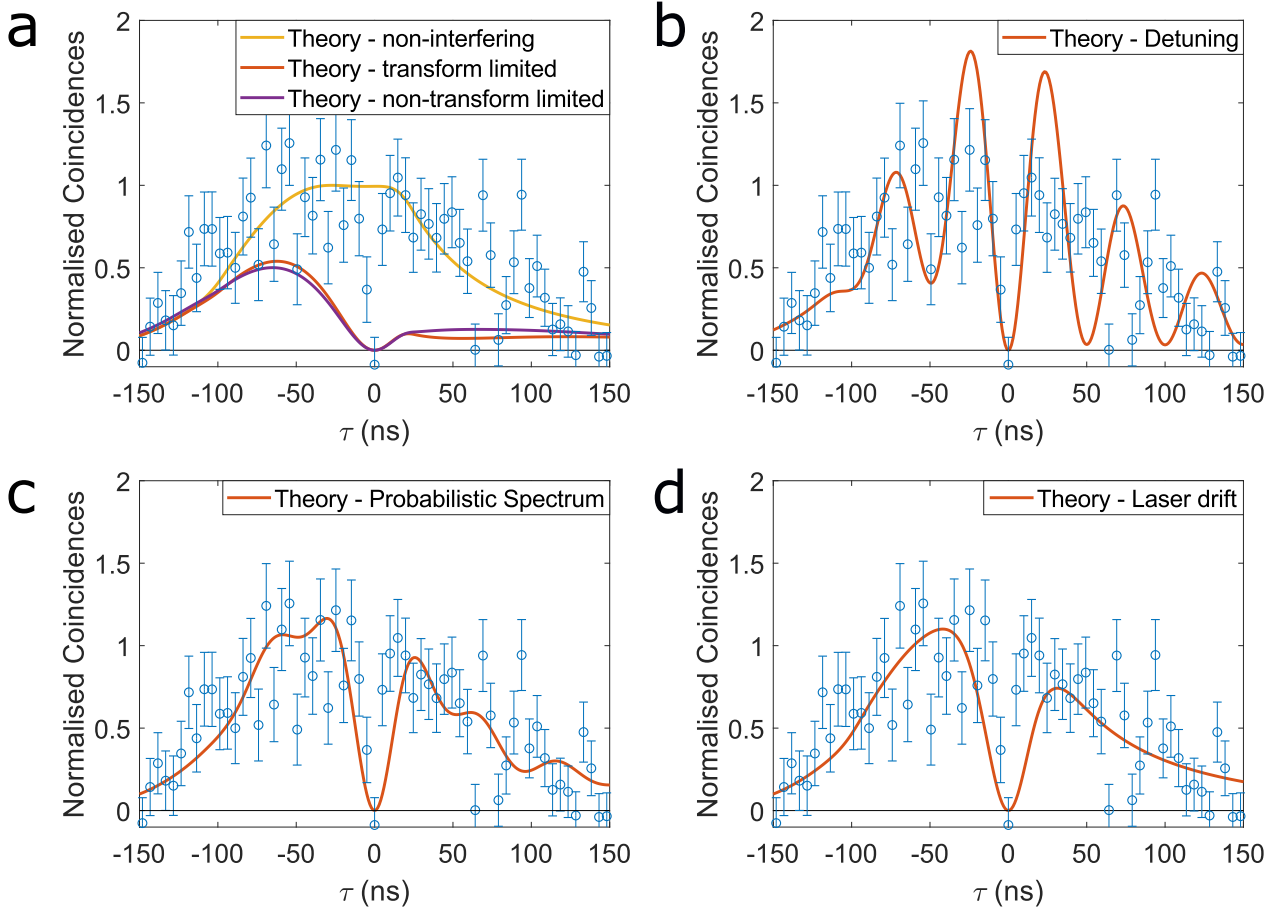 a
2
1.5
1
0.5
0
Normalised Coincidences
Theory - non-interfering
Theory - transform limited
Theory - non-transform limited
-150 -100 -50 0 50 100 150
τ (ns)
b
2
1.5
1
0.5
0
Normalised Coincidences
Theory - Detuning
-150 -100 -50 0 50 100 150
τ (ns)
c
2
1.5
1
0.5
0
Normalised Coincidences
Theory - Probabilistic Spectrum
-150 -100 -50 0 50 100 150
τ (ns)
d
2
1.5
1
0.5
0
Normalised Coincidences
Theory - Laser drift
-150 -100 -50 0 50 100 150
τ (ns)